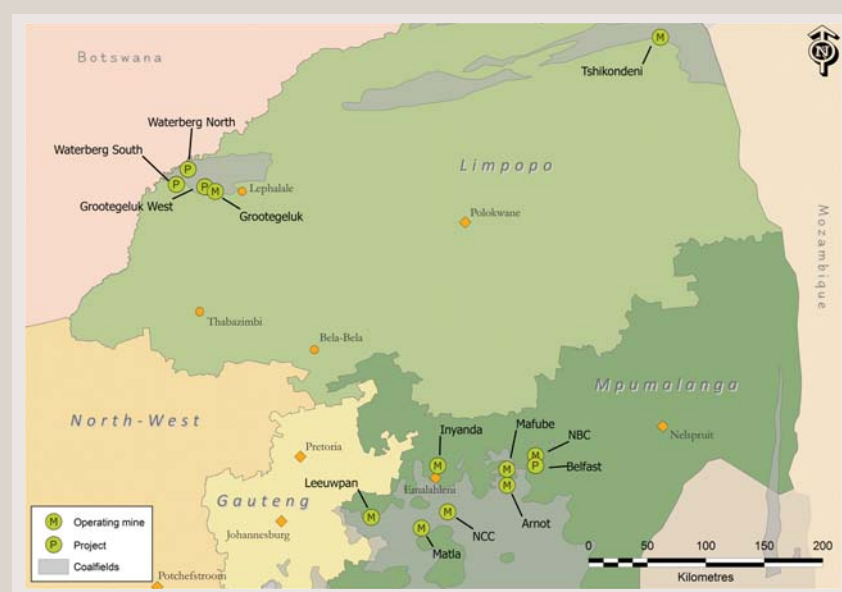 Botswana
N
M
Tshikondeni
Waterberg North
Waterberg South
P
P
P
M
Lephalale
Grootegeluk West
Grootegeluk
Limpopo
Polokwane
Mozambique
Thabazimbi
Bela-Bela
Mpumalanga
North-West
Inyanda
Mafube
NBC
Nelspruit
Pretoria
M
M
M
P
Belfast
Leeuwpan
Emalahleni
M
Gauteng
M
M
Arnot
M
NCC
Johannesburg
Matla
M Operating mine
P Project
Coalfields
Potchefstroom
0 50 100 150 200
Kilometres